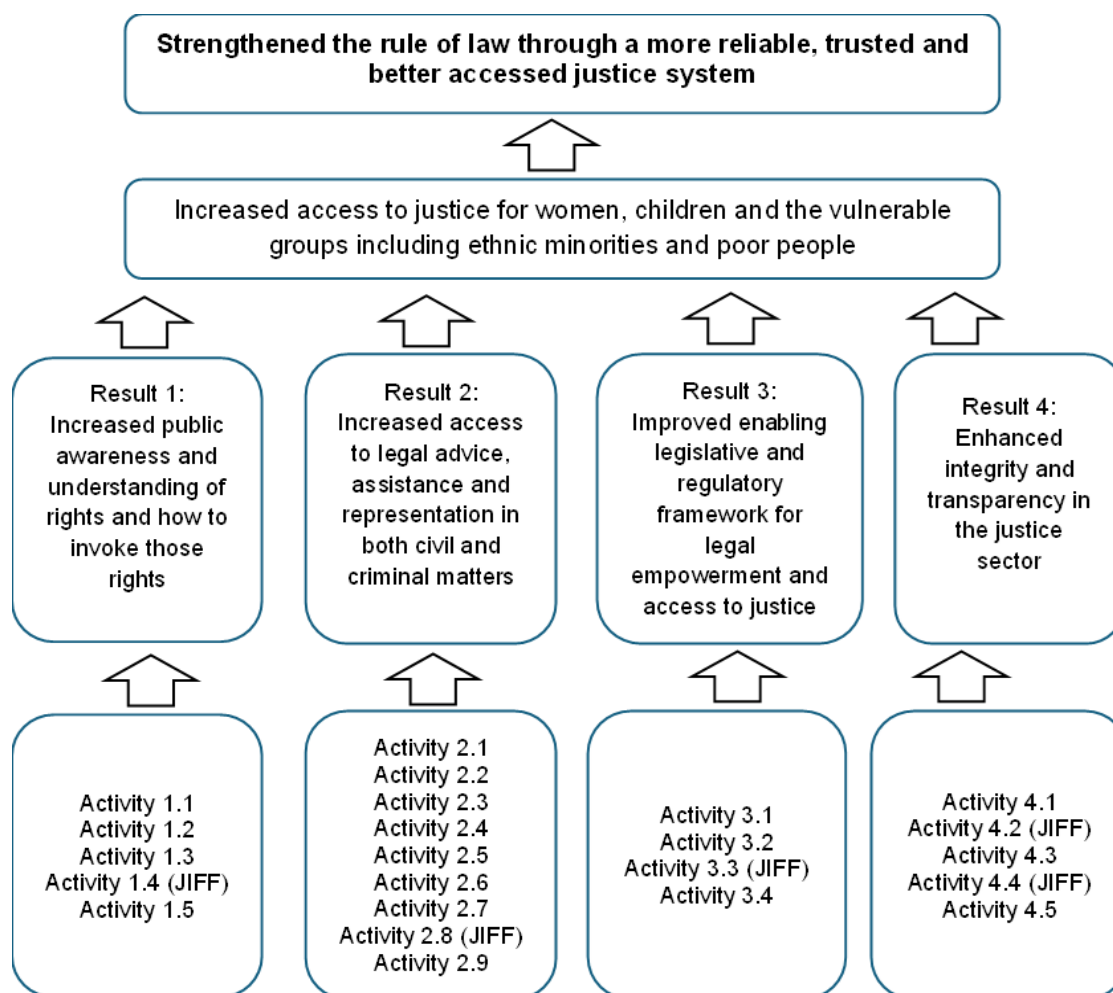 Strengthened the rule of law through a more reliable, trusted and
better accessed justice system
Increased access to justice for women, children and the vulnerable
groups including ethnic minorities and poor people
Result 1:
Increased public
awareness and
understanding of
rights and how to
invoke those
rights
Result 2:
Increased access
to legal advice,
assistance and
representation in
both civil and
criminal matters
Result 3:
Improved enabling
legislative and
regulatory
framework for
legal
empowerment and
access to justice
Result 4:
Enhanced
integrity and
transparency in
the justice
sector
Activity 1.1
Activity 1.2
Activity 1.3
Activity 1.4 (JIFF)
Activity 1.5
Activity 2.1
Activity 2.2
Activity 2.3
Activity 2.4
Activity 2.5
Activity 2.6
Activity 2.7
Activity 2.8 (JIFF)
Activity 2.9
Activity 3.1
Activity 3.2
Activity 3.3 (JIFF)
Activity 3.4
Activity 4.1
Activity 4.2 (JIFF)
Activity 4.3
Activity 4.4 (JIFF)
Activity 4.5